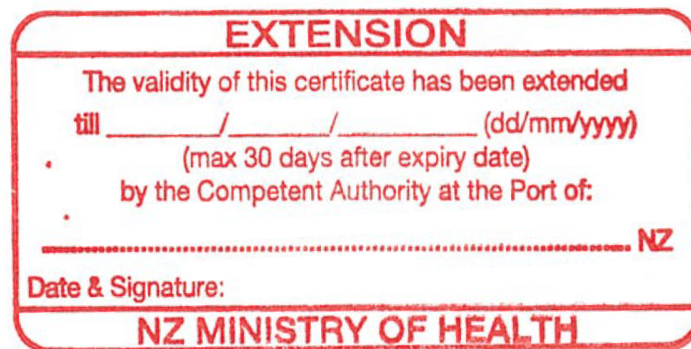 EXTENSION
The validity of this certificate has been extended
till ______/______/_________ (dd/mm/yyyy)
(max 30 days after expiry date)
by the Competent Authority at the Port of:
........................................................................ NZ
Date & Signature:
NZ MINISTRY OF HEALTH